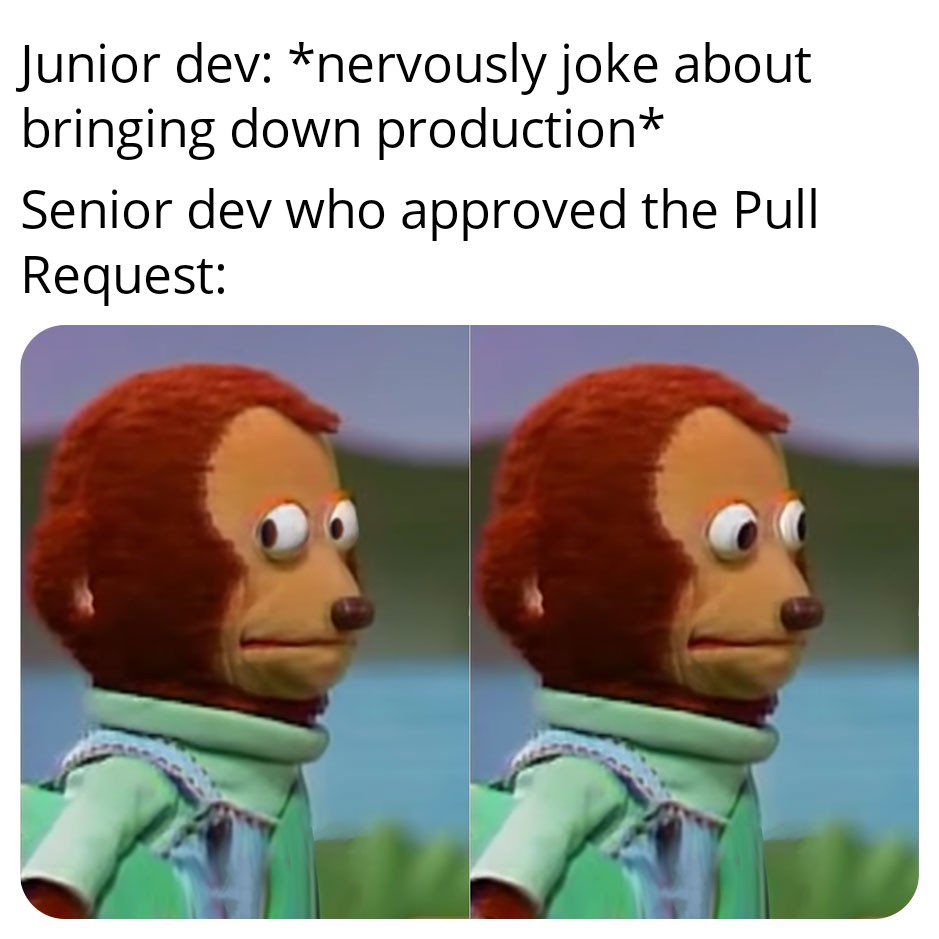 Junior dev: *nervously joke about
bringing down production*
Senior dev who approved the Pull
Request: